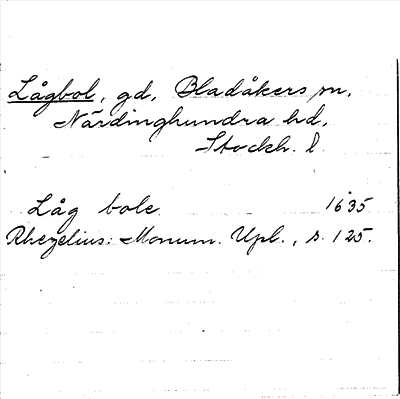 Lågbol, gd, Bladåkers sn,
Närdinghundra hd,
Stockh. l.
Låg bole. 1635
Rhezelius: Monum. Upl., s. 125.